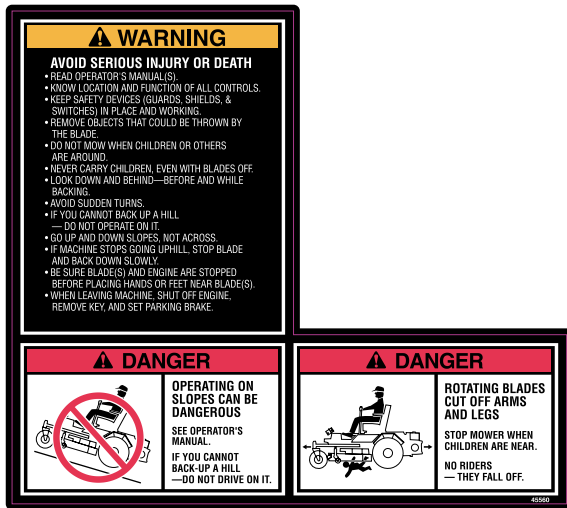 WARNING
AVOID SERIOUS INJURY OR DEATH
• READ OPERATOR'S MANUAL(S).
• KNOW LOCATION AND FUNCTION OF ALL CONTROLS.
• KEEP SAFETY DEVICES (GUARDS, SHIELDS, &
SWITCHES) IN PLACE AND WORKING.
• REMOVE OBJECTS THAT COULD BE THROWN BY
THE BLADE.
• DO NOT MOW WHEN CHILDREN OR OTHERS
ARE AROUND.
• NEVER CARRY CHILDREN, EVEN WITH BLADES OFF.
• LOOK DOWN AND BEHIND—BEFORE AND WHILE
BACKING.
• AVOID SUDDEN TURNS.
• IF YOU CANNOT BACK UP A HILL
— DO NOT OPERATE ON IT.
• GO UP AND DOWN SLOPES, NOT ACROSS.
• IF MACHINE STOPS GOING UPHILL, STOP BLADE
AND BACK DOWN SLOWLY.
• BE SURE BLADE(S) AND ENGINE ARE STOPPED
BEFORE PLACING HANDS OR FEET NEAR BLADE(S).
• WHEN LEAVING MACHINE, SHUT OFF ENGINE,
REMOVE KEY, AND SET PARKING BRAKE.
DANGER
OPERATING ON
SLOPES CAN BE
DANGEROUS
SEE OPERATOR'S
MANUAL.
IF YOU CANNOT
BACK-UP A HILL
—DO NOT DRIVE ON IT.
DANGER
ROTATING BLADES
CUT OFF ARMS
AND LEGS
STOP MOWER WHEN
CHILDREN ARE NEAR.
NO RIDERS
— THEY FALL OFF.
45560